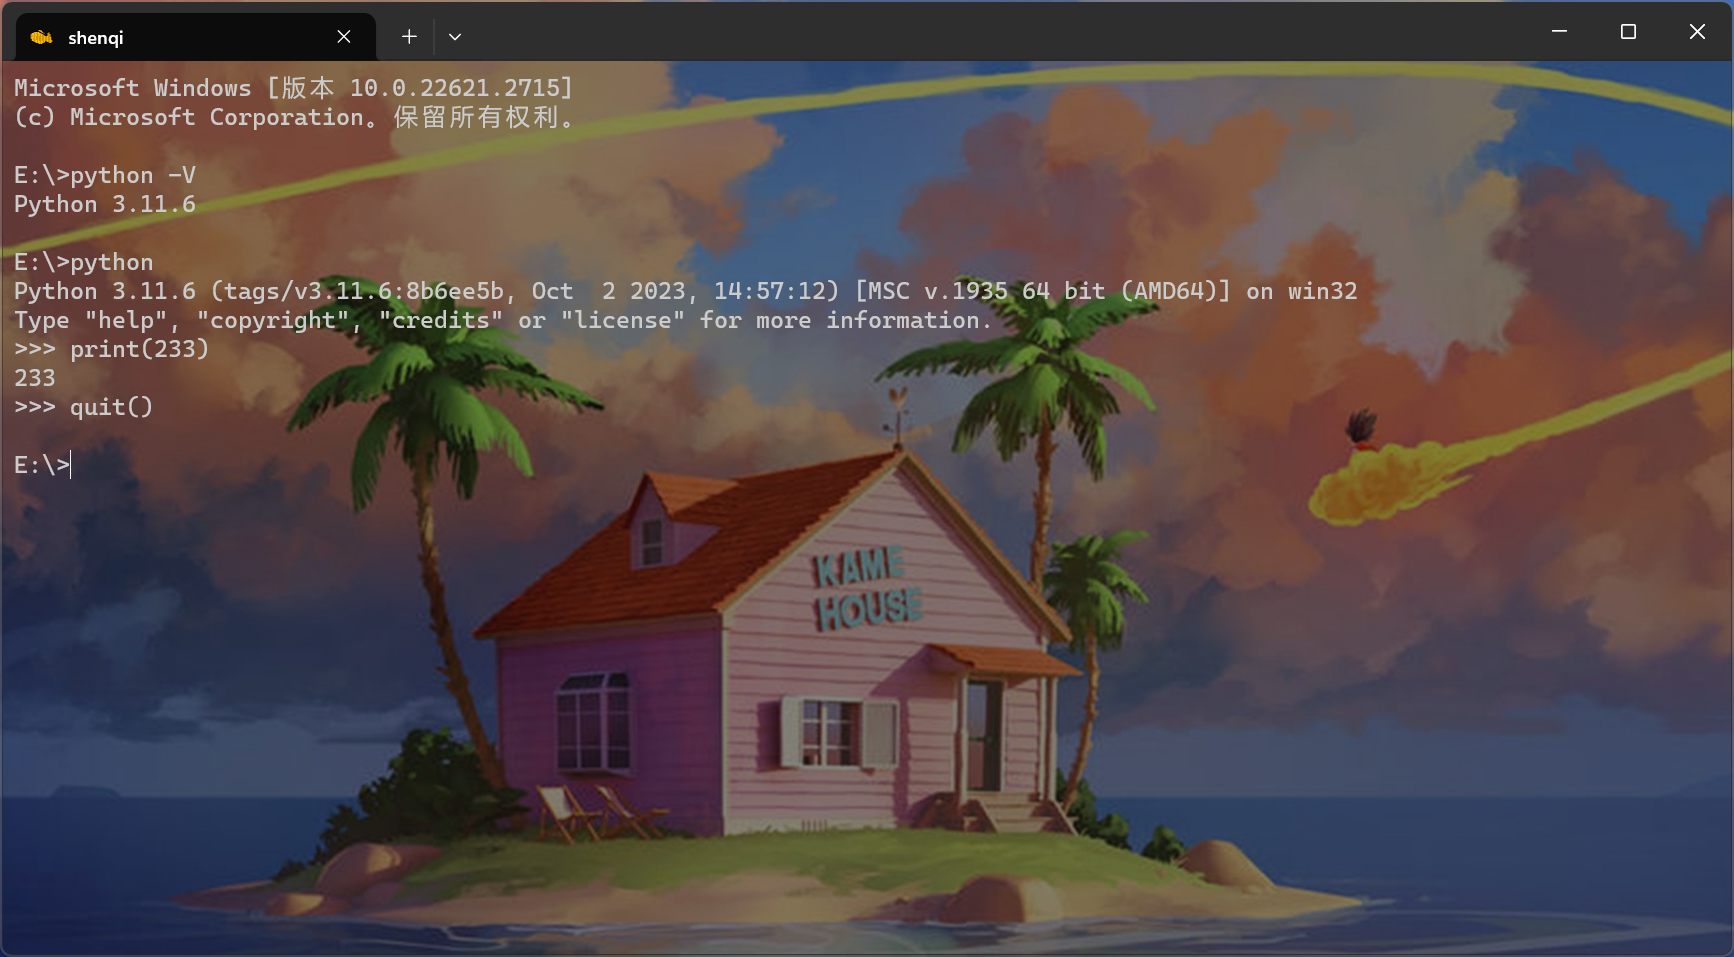 shenqi
Microsoft Windows [版本 10.0.22621.2715]
(c) Microsoft Corporation。保留所有权利。
E:\>python -V
Python 3.11.6
E:\>python
Python 3.11.6 (tags/v3.11.6:8b6ee5b, Oct  2 2023, 14:57:12) [MSC v.1935 64 bit (AMD64)] on win32
Type "help", "copyright", "credits" or "license" for more information.
>>> print(233)
233
>>> quit()
E:\>
KAME
HOUSE